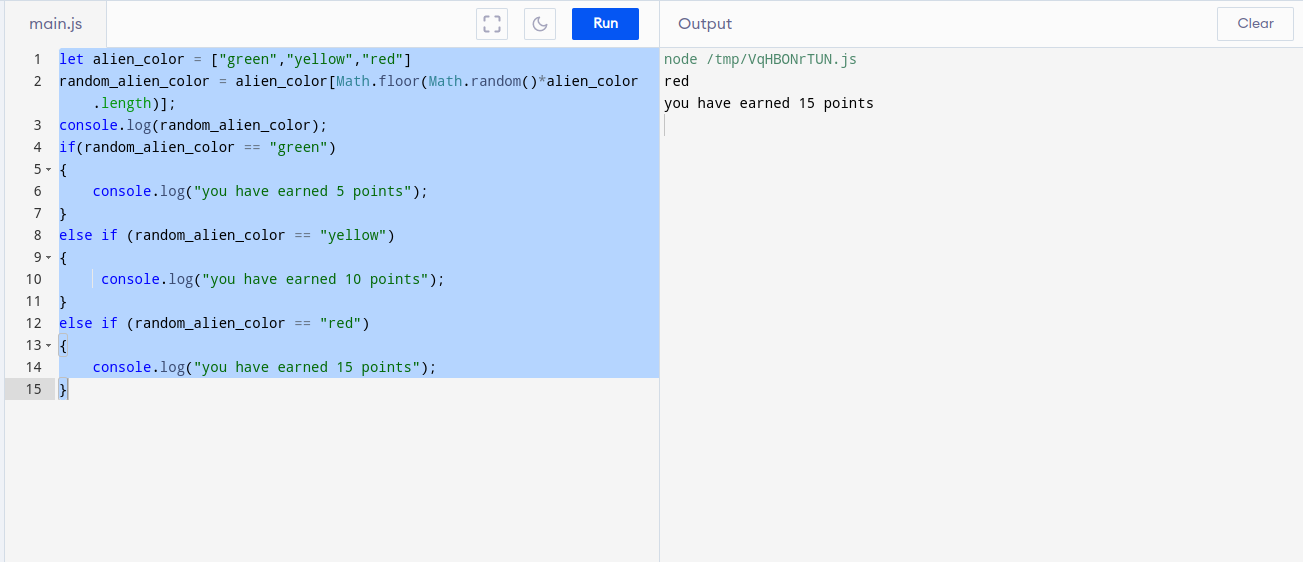 main.js
Run
Output
Clear
1 let alien_color = ["green","yellow","red"]
2 random_alien_color = alien_color[Math.floor(Math.random()*alien_color
.length)];
3 console.log(random_alien_color);
4 if(random_alien_color == "green")
5 {
6 console.log("you have earned 5 points");
7 }
8 else if (random_alien_color == "yellow")
9 {
10 console.log("you have earned 10 points");
11 }
12 else if (random_alien_color == "red")
13 {
14 console.log("you have earned 15 points");
15 }
node /tmp/VqHBONrTUN.js
red
you have earned 15 points